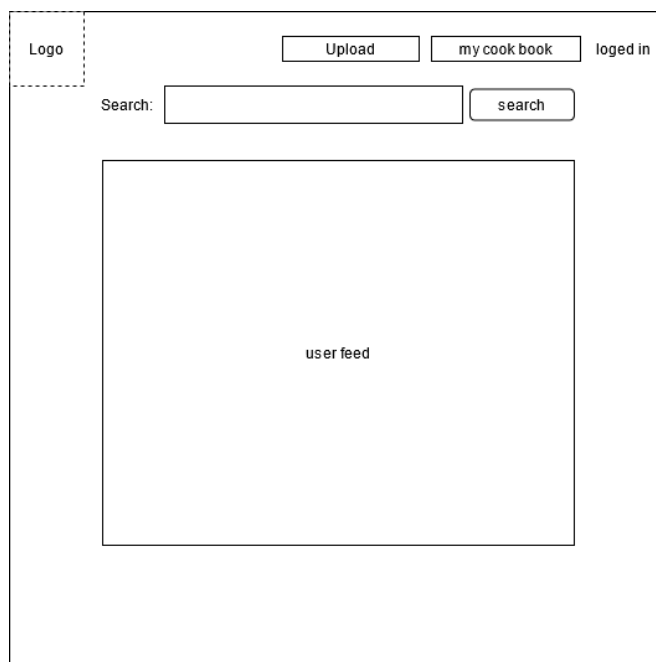 Logo
Upload
my cook book
loged in
Search:
search
user feed